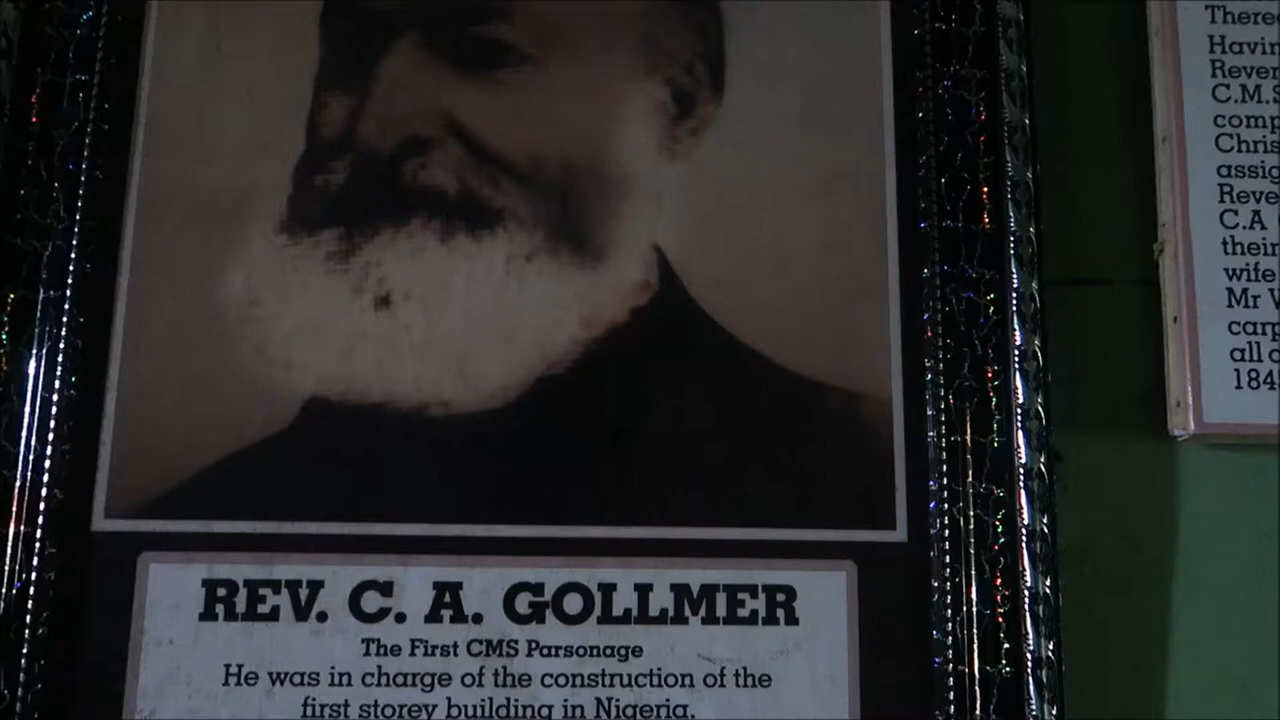 REV. C. A. GOLLMER
The First CMS Parsonage
He was in charge of the construction of the
first storey building in Nigeria.
There
Havin
Rever
C.M.S
comp
Chris
assig
Reve
C.A
their
wife
Mr
carp
all
184